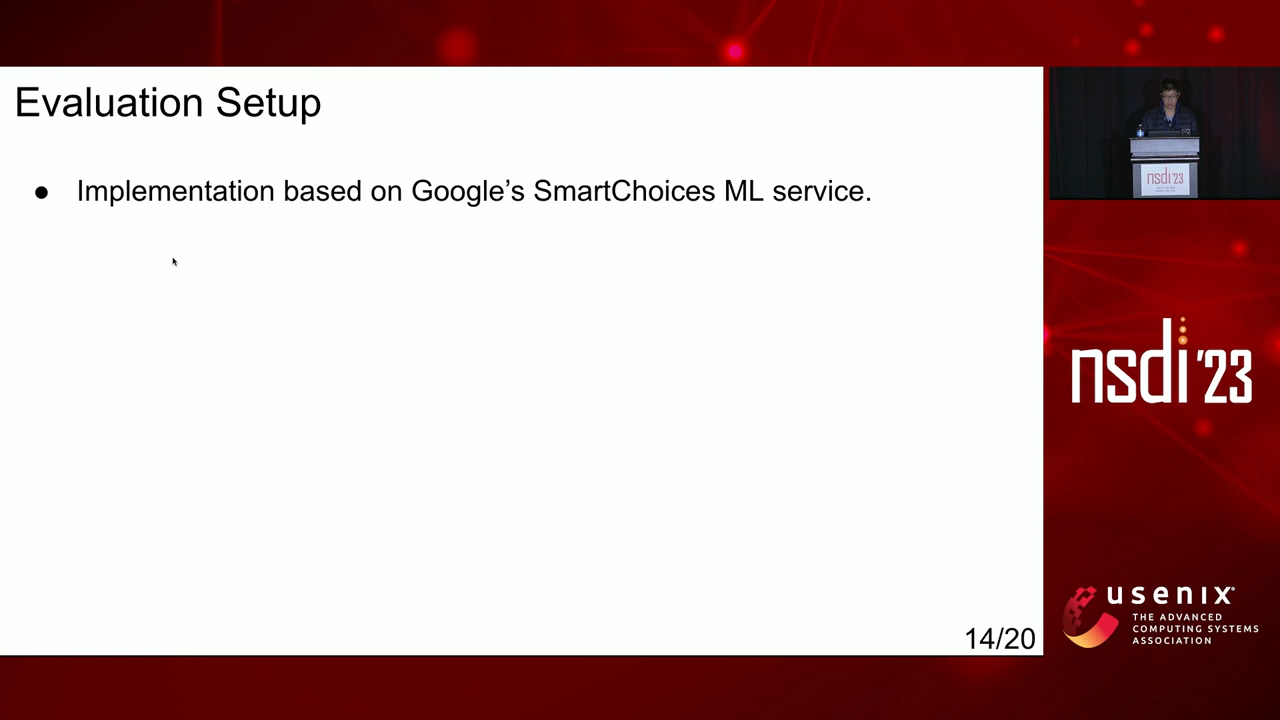 Evaluation Setup
● Implementation based on Google's SmartChoices ML service.
14/20
nsdi'23
nsdi '23
usenix
THE ADVANCED
COMPUTING SYSTEMS
ASSOCIATION